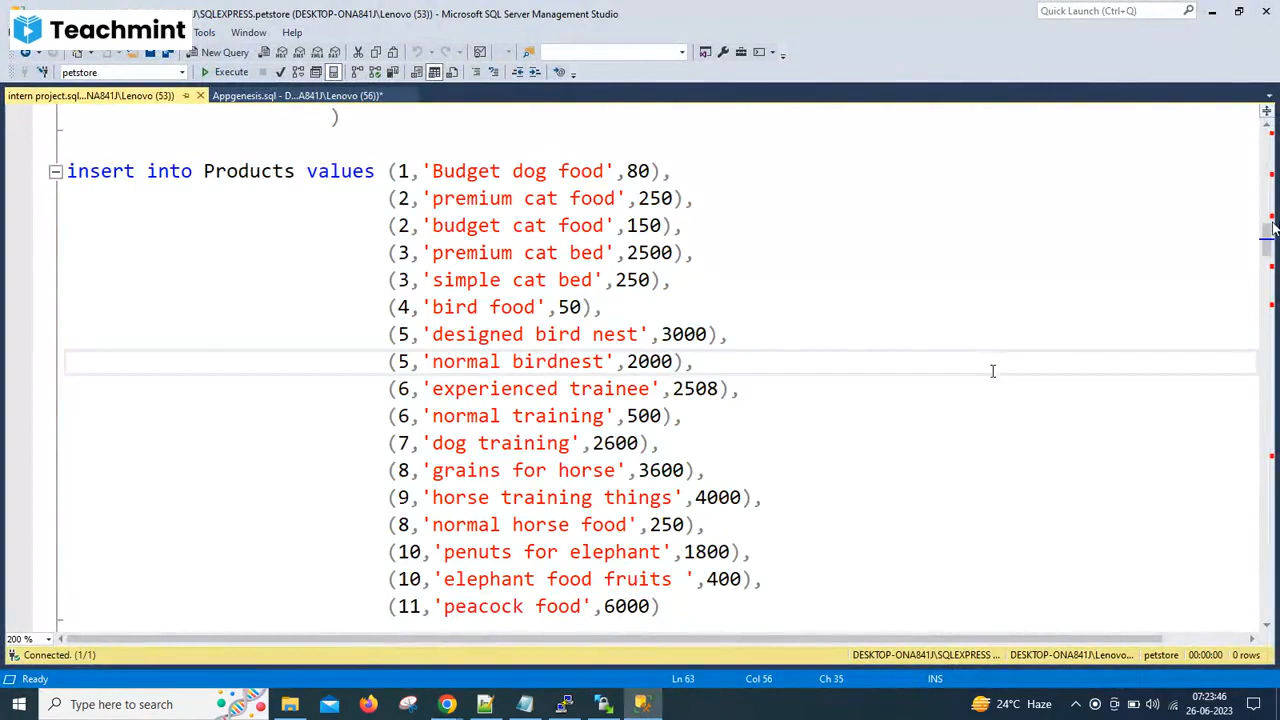 J\SQLEXPRESS.petstore (DESKTOP-ONA841J\Lenovo (53)) - Microsoft SQL Server Management Studio
Quick Launch (Ctrl+Q)
Teachmint
Tools Window Help
New Query
petstore
Execute
intern project.sql...NA841J\Lenovo (53))
Appgenesis.sql - D...A841J\Lenovo (56))*
)
insert into Products values (1,'Budget dog food',80),
(2,'premium cat food',250),
(2,'budget cat food',150),
(3,'premium cat bed',2500),
(3,'simple cat bed',250),
(4,'bird food',50),
(5,'designed bird nest',3000),
(5,'normal birdnest',2000),
(6,'experienced trainee',2508),
(6,'normal training',500),
(7,'dog training',2600),
(8,'grains for horse',3600),
(9,'horse training things',4000),
(8,'normal horse food',250),
(10,'penuts for elephant',1800),
(10,'elephant food fruits ',400),
(11,'peacock food',6000)
200 %
Connected. (1/1)
DESKTOP-ONA841J\SQLEXPRESS ...
DESKTOP-ONA841J\Lenovo...
petstore
00:00:00
0 rows
Ready
Ln 63
Col 56
Ch 35
INS
Type here to search
24°C Haze
07:23:46
26-06-2023